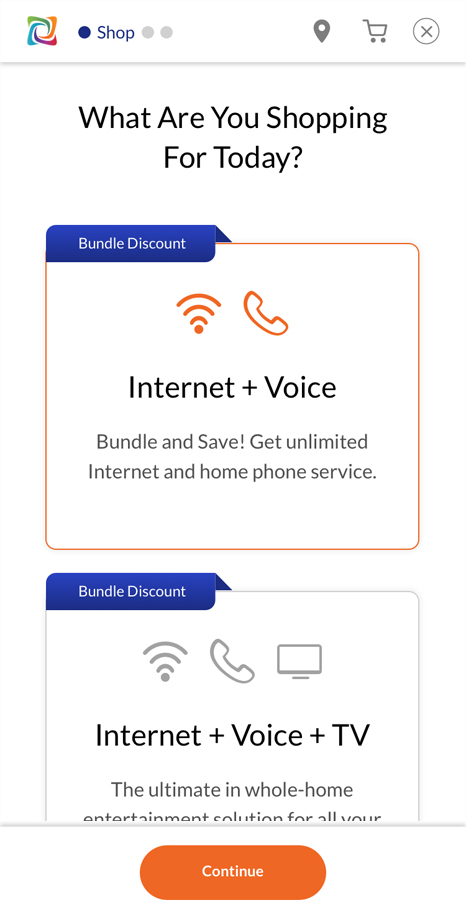 Shop
What Are You Shopping
For Today?
Bundle Discount
Internet + Voice
Bundle and Save! Get unlimited
Internet and home phone service.
Bundle Discount
Internet + Voice + TV
The ultimate in whole-home
entertainment solution for all your
Continue